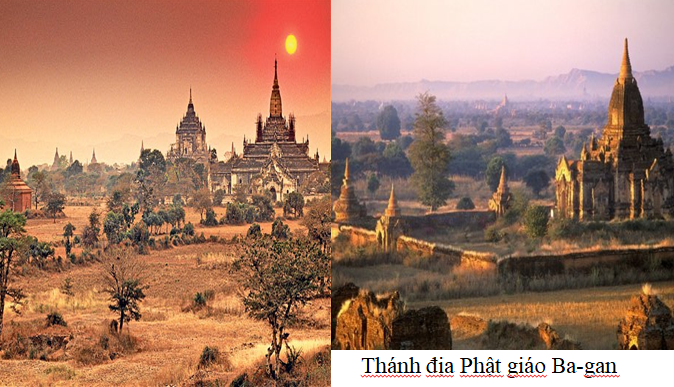 Thánh địa Phật giáo Ba-gan